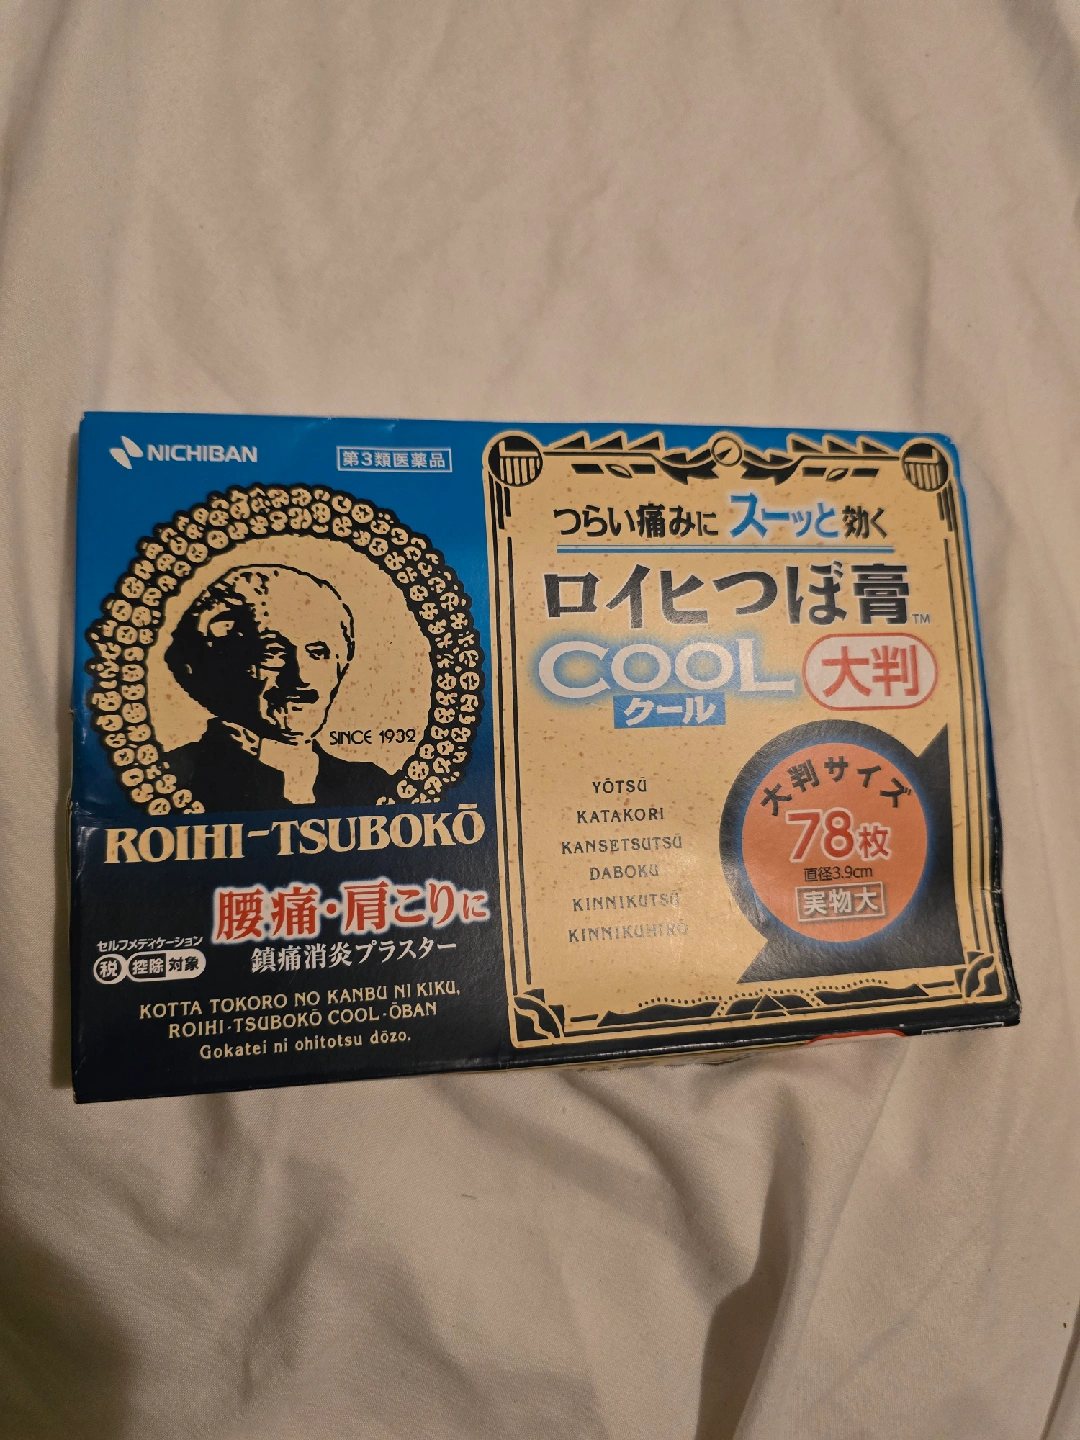 NICHIBAN
第3類医薬品
SINCE 1932
ROIHI-TSUBOKŌ
腰痛・肩こりに
鎮痛消炎プラスター
セルフメディケーション
税 控除 対象
KOTTA TOKORO NO KANBU NI KIKU,
ROIHI-TSUBOKŌ COOL-ŌBAN
Gokatei ni ohitotsu dōzo.
つらい痛みに スーッと効く
ロイヒつぼ膏™
COOL 大判
クール
YŌTSŪ
KATAKORI
KANSETSUTSŪ
DABOKU
KINNIKUTSŪ
KINNIKUHIRŌ
大判サイズ
78枚
直径3.9cm
実物大